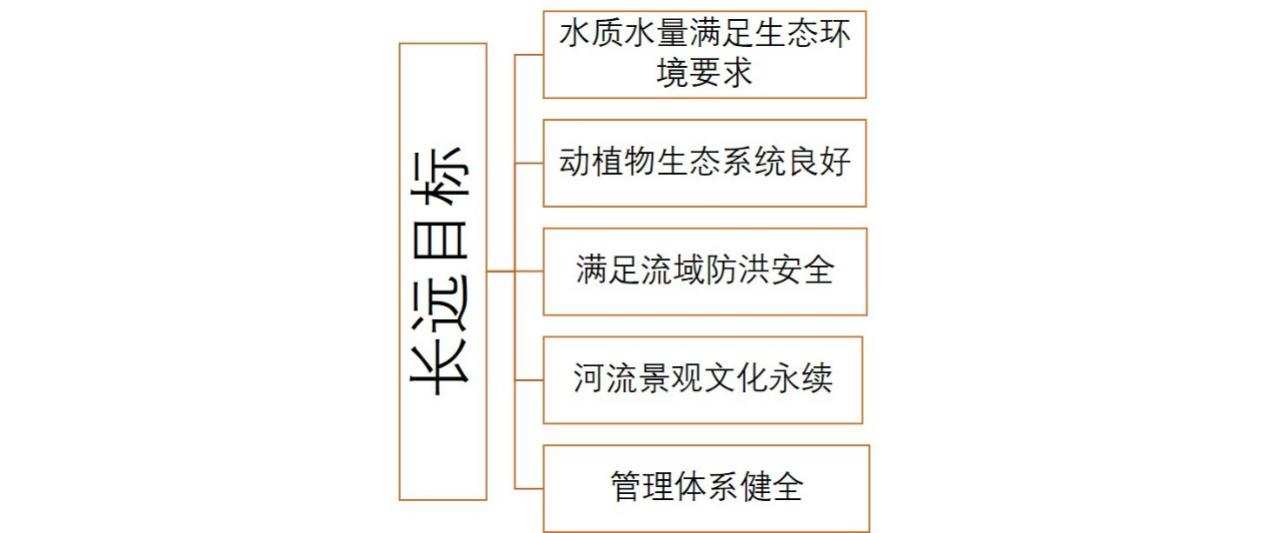 长远目标
水质水量满足生态环
境要求
动植物生态系统良好
满足流域防洪安全
河流景观文化永续
管理体系健全